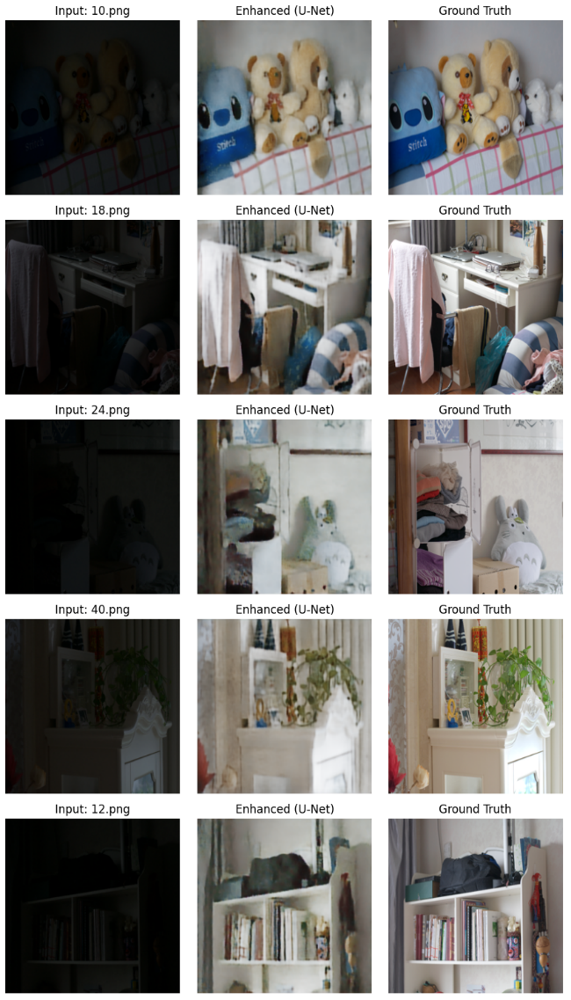 Input: 10.png
Enhanced (U-Net)
Ground Truth
stitch
stitch
stitch
Input: 18.png
Enhanced (U-Net)
Ground Truth
Input: 24.png
Enhanced (U-Net)
Ground Truth
Input: 40.png
Enhanced (U-Net)
Ground Truth
Input: 12.png
Enhanced (U-Net)
Ground Truth